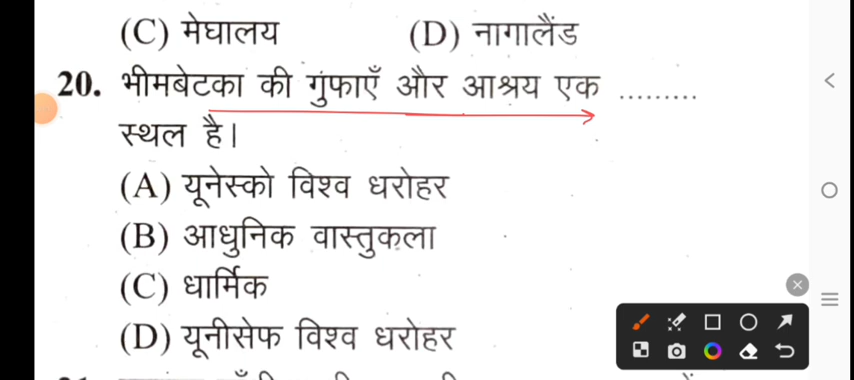 (C) मेघालय (D) नागालैंड
20. भीमबेटका की गुंफाएँ और आश्रय एक .........
स्थल है।
(A) यूनेस्को विश्व धरोहर
(B) आधुनिक वास्तुकला
(C) धार्मिक
(D) यूनीसेफ विश्व धरोहर